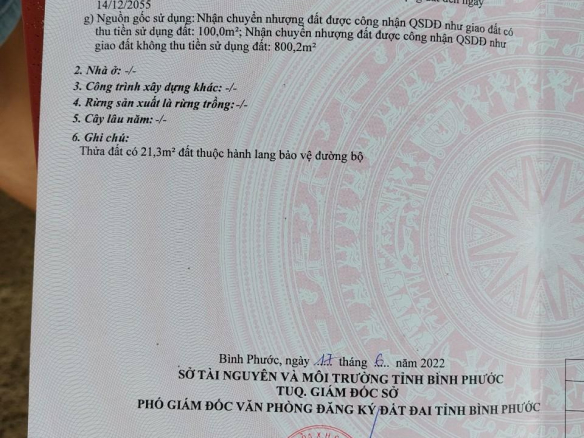 14/12/2055
g) Nguồn gốc sử dụng: Nhận chuyển nhượng đất được công nhận QSDĐ như giao đất có
thu tiền sử dụng đất: 100,0m²; Nhận chuyển nhượng đất được công nhận QSDĐ như
giao đất không thu tiền sử dụng đất: 800,2m²
2. Nhà ở: -/-
3. Công trình xây dựng khác: -/-
4. Rừng sản xuất là rừng trồng: -/-
5. Cây lâu năm: -/-
6. Ghi chú:
Thửa đất có 21,3m² đất thuộc hành lang bảo vệ đường bộ
Bình Phước, ngày 17 tháng 6 năm 2022
SỞ TÀI NGUYÊN VÀ MÔI TRƯỜNG TỈNH BÌNH PHƯỚC
TUQ. GIÁM ĐỐC SỞ
PHÓ GIÁM ĐỐC VĂN PHÒNG ĐĂNG KÝ ĐẤT ĐAI TỈNH BÌNH PHƯỚC